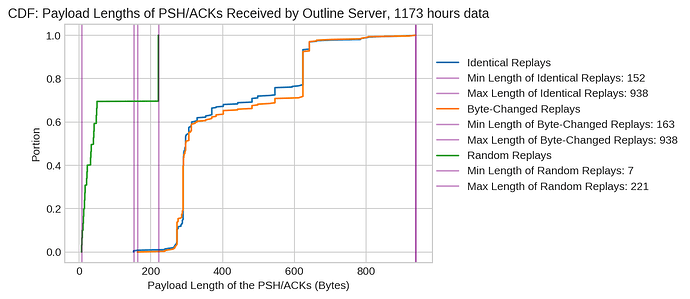 CDF: Payload Lengths of PSH/ACKs Received by Outline Server, 1173 hours data
1.0
0.8
0.6
0.4
0.2
0.0
Portion
0
200
400
600
800
Payload Length of the PSH/ACKs (Bytes)
Identical Replays
Min Length of Identical Replays: 152
Max Length of Identical Replays: 938
Byte-Changed Replays
Min Length of Byte-Changed Replays: 163
Max Length of Byte-Changed Replays: 938
Random Replays
Min Length of Random Replays: 7
Max Length of Random Replays: 221